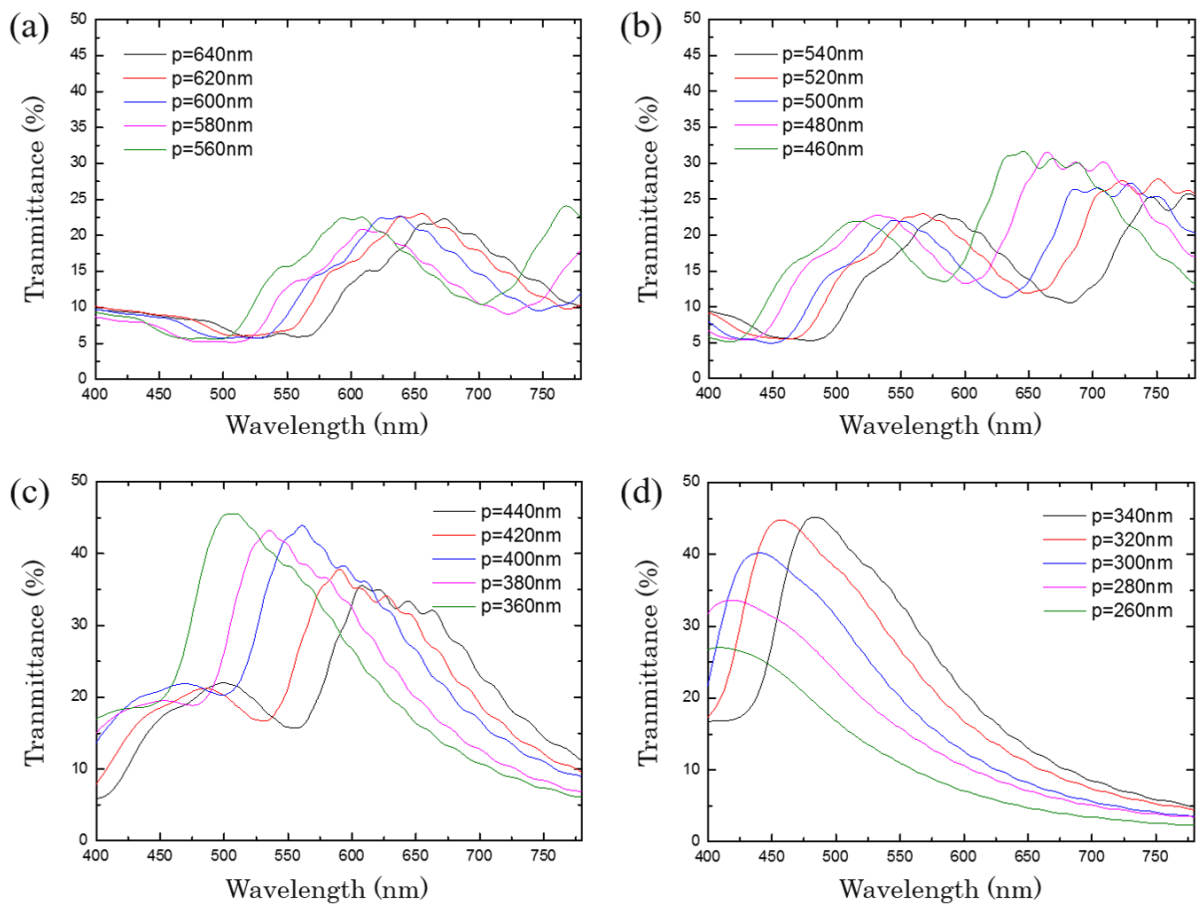 (a)
50
45
40
35
30
25
20
15
10
5
0
p=640nm
p=620nm
p=600nm
p=580nm
p=560nm
Tranmittance (%)
400 450 500 550 600 650 700 750
Wavelength (nm)
(b)
50
45
40
35
30
25
20
15
10
5
0
p=540nm
p=520nm
p=500nm
p=480nm
p=460nm
Tranmittance (%)
400 450 500 550 600 650 700 750
Wavelength (nm)
(c)
50
40
30
20
10
0
p=440nm
p=420nm
p=400nm
p=380nm
p=360nm
Tranmittance (%)
400 450 500 550 600 650 700 750
Wavelength (nm)
(d)
50
40
30
20
10
0
p=340nm
p=320nm
p=300nm
p=280nm
p=260nm
Tranmittance (%)
400 450 500 550 600 650 700 750
Wavelength (nm)